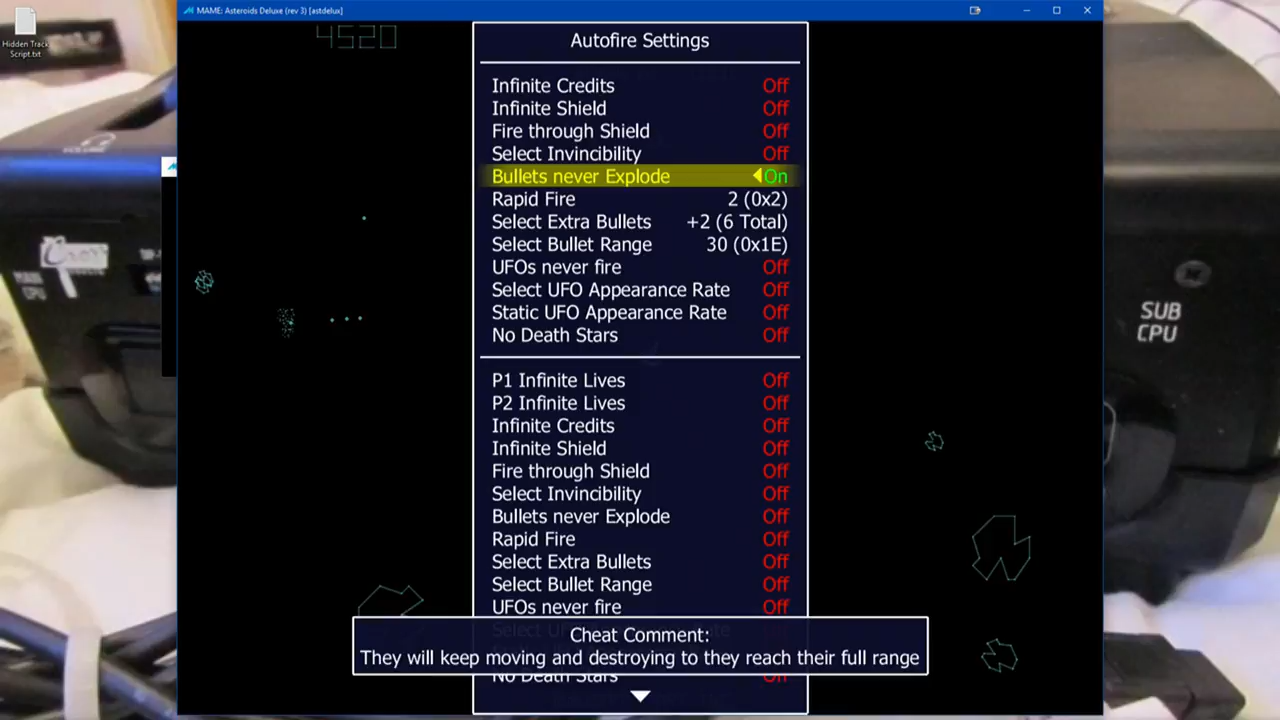 MAME: Asteroids Deluxe (rev 3) [astdelux]
Hidden Track
Script.txt
4520
Autofire Settings
Infinite Credits Off
Infinite Shield Off
Fire through Shield Off
Select Invincibility Off
Bullets never Explode On
Rapid Fire 2 (0x2)
Select Extra Bullets +2 (6 Total)
Select Bullet Range 30 (0x1E)
UFOs never fire Off
Select UFO Appearance Rate Off
Static UFO Appearance Rate Off
No Death Stars Off
P1 Infinite Lives Off
P2 Infinite Lives Off
Infinite Credits Off
Infinite Shield Off
Fire through Shield Off
Select Invincibility Off
Bullets never Explode Off
Rapid Fire Off
Select Extra Bullets Off
Select Bullet Range Off
UFOs never fire Off
Cheat Comment:
They will keep moving and destroying to they reach their full range
No Death Stars Off
MAIN
CPU
SUB
CPU